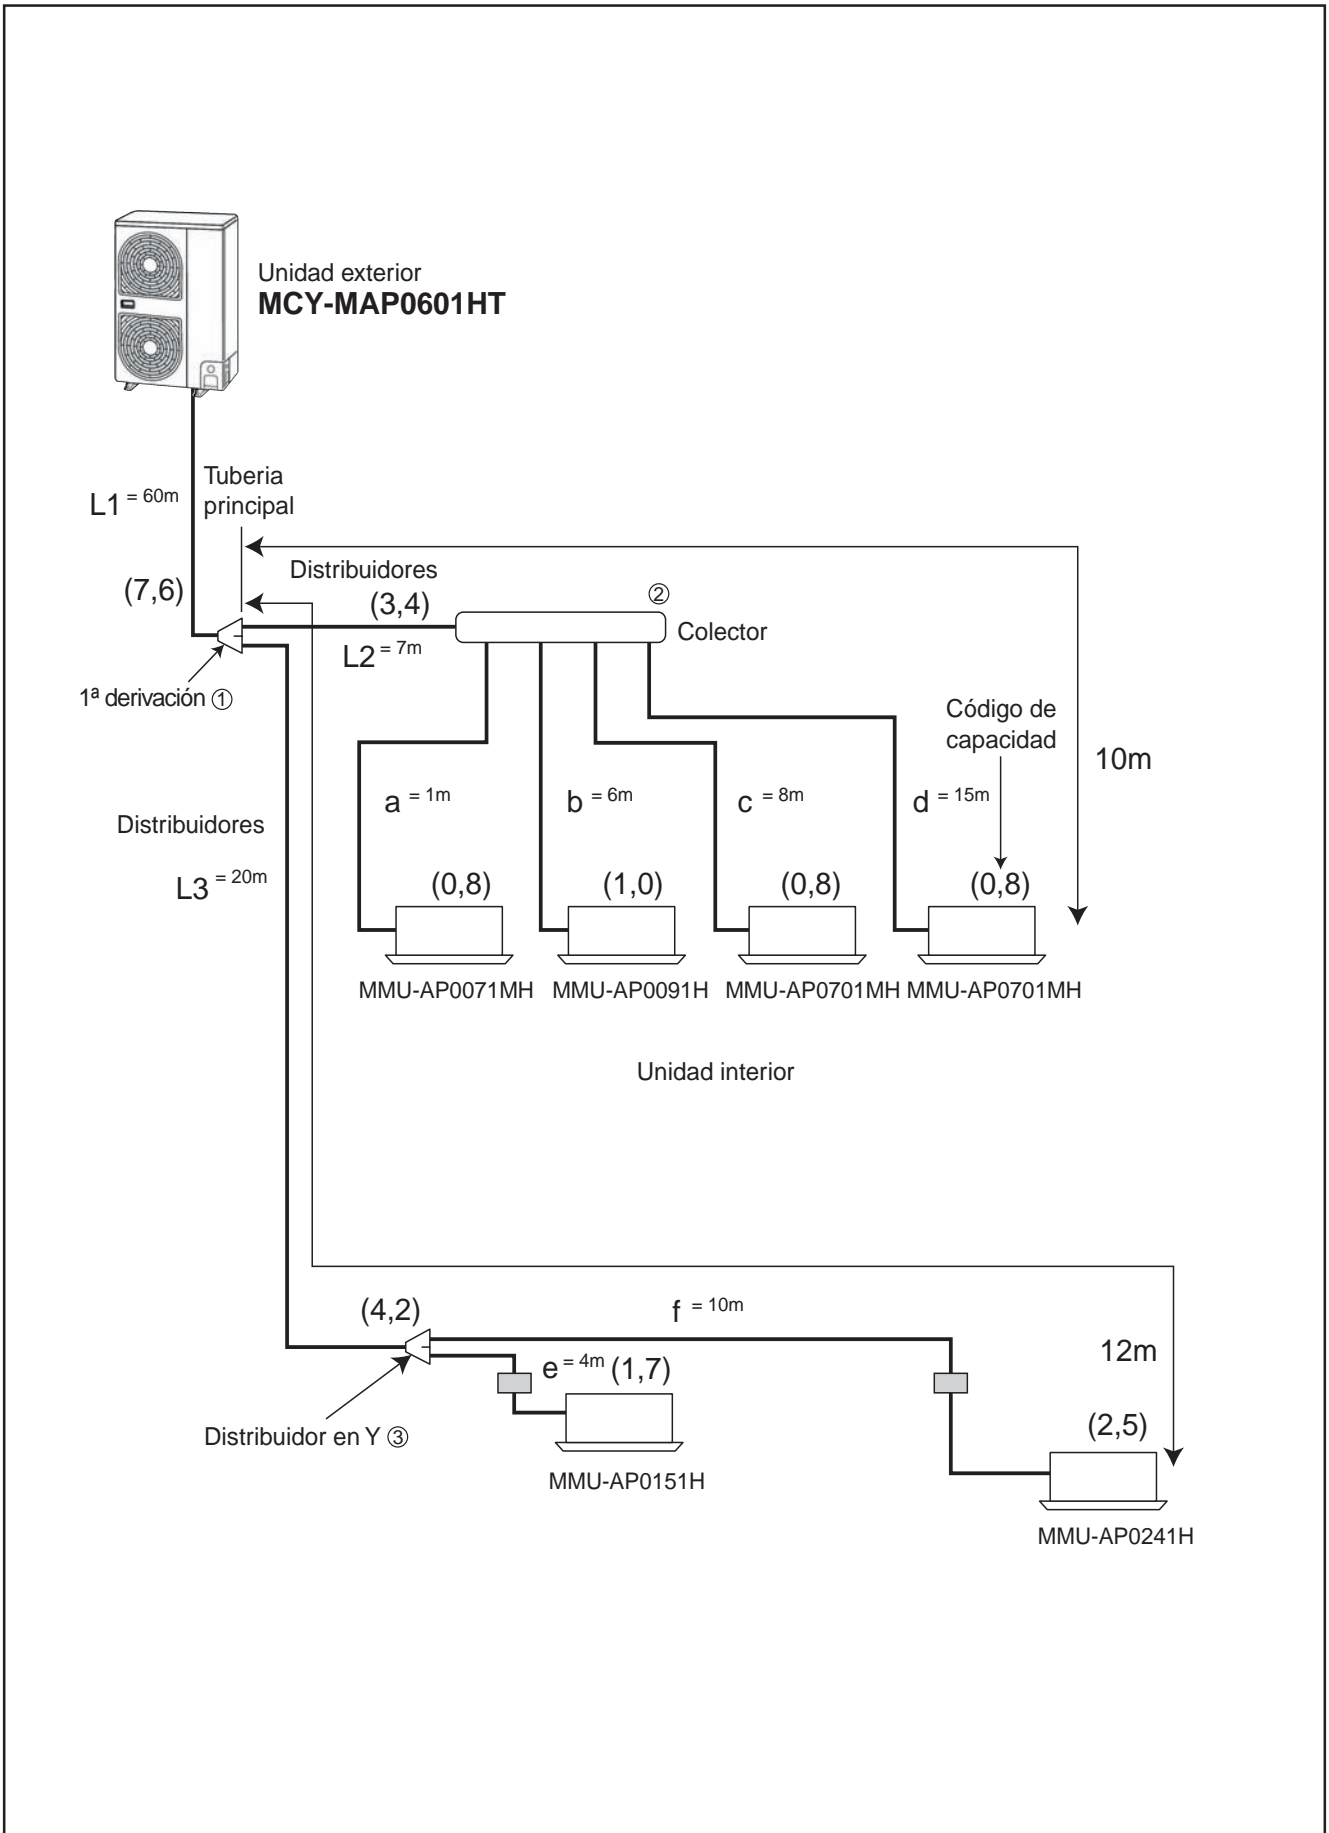 Unidad exterior
MCY-MAP0601HT
Tuberia
principal
L1 = 60m
(7,6)
Distribuidores
(3,4)
②
Colector
L2 = 7m
1ª derivación ①
Código de
capacidad
10m
a = 1m
b = 6m
c = 8m
d = 15m
Distribuidores
L3 = 20m
(0,8)
(1,0)
(0,8)
(0,8)
MMU-AP0071MH
MMU-AP0091H
MMU-AP0701MH
MMU-AP0701MH
Unidad interior
(4,2)
f = 10m
12m
e = 4m (1,7)
(2,5)
Distribuidor en Y ③
MMU-AP0151H
MMU-AP0241H